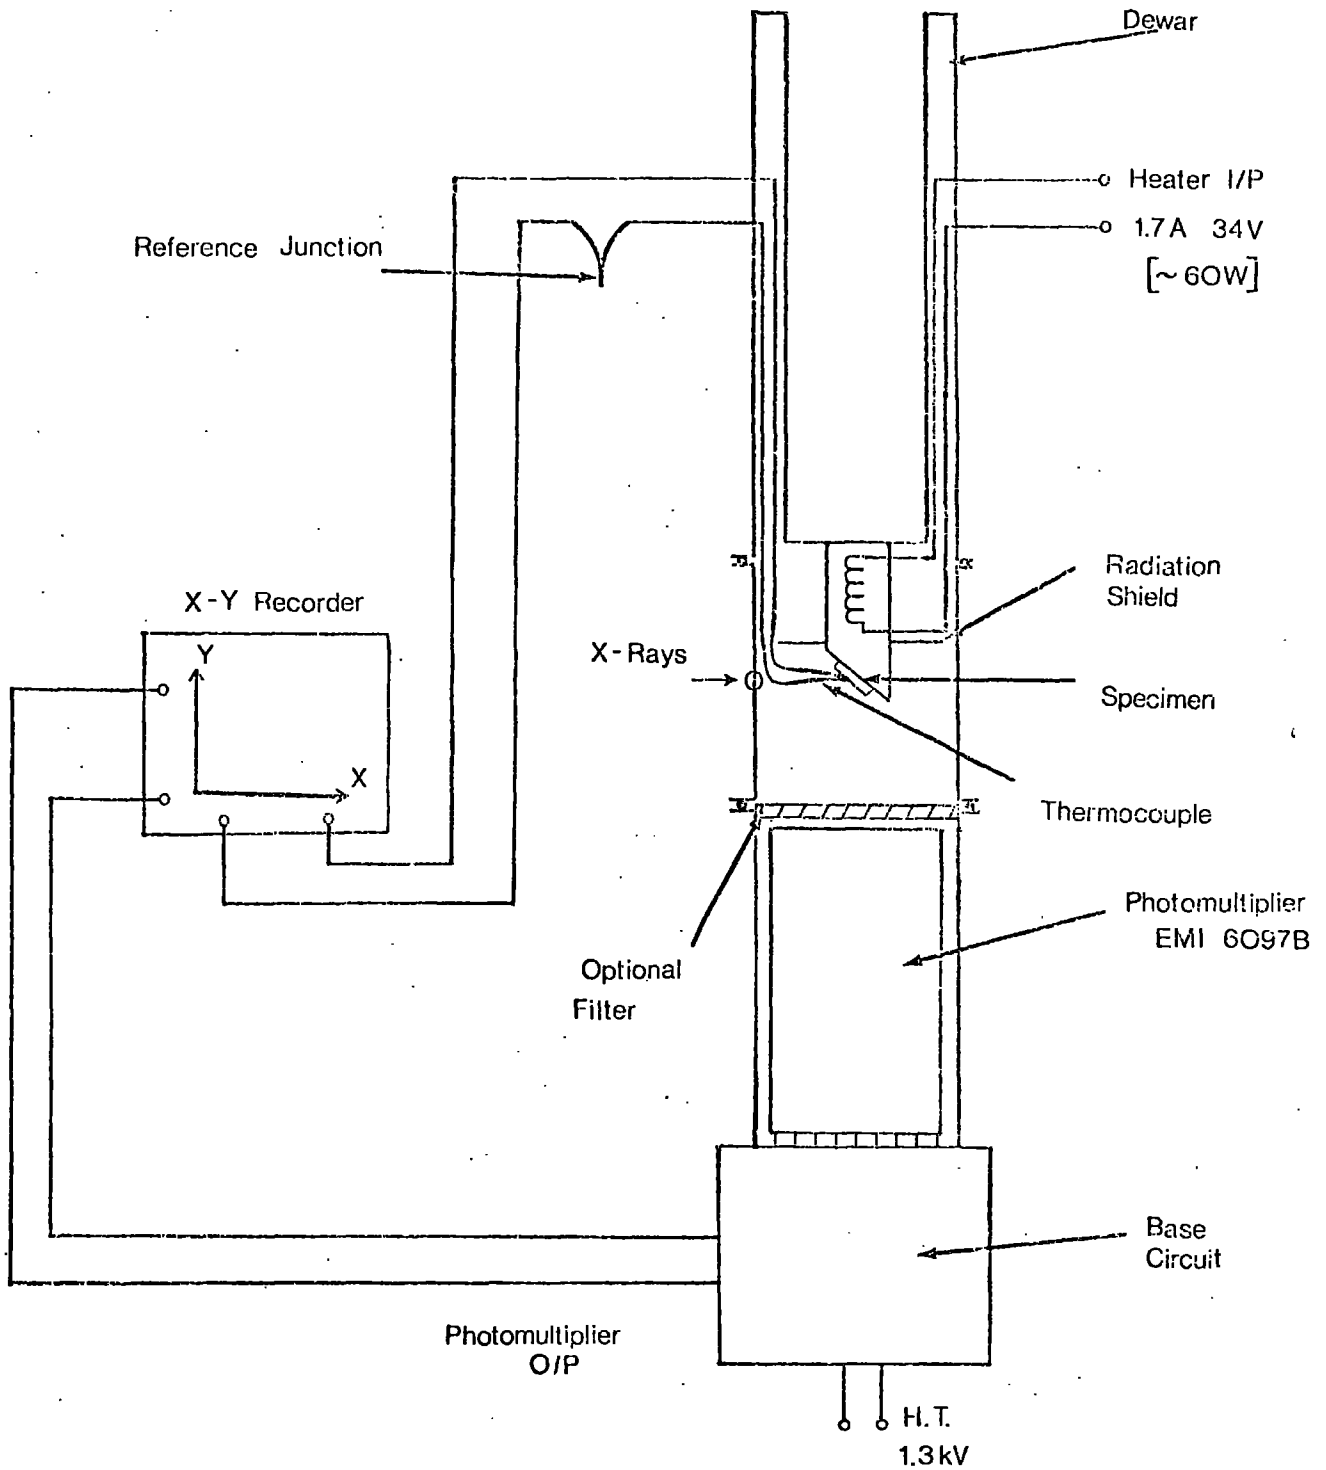 Dewar
Heater I/P
1.7A 34V
[~60W]
Reference Junction
Radiation
Shield
X-Y Recorder
Y
X
X-Rays
Specimen
Thermocouple
Photomultiplier
EMI 6097B
Optional
Filter
Base
Circuit
Photomultiplier
O/P
H.T.
1.3kV